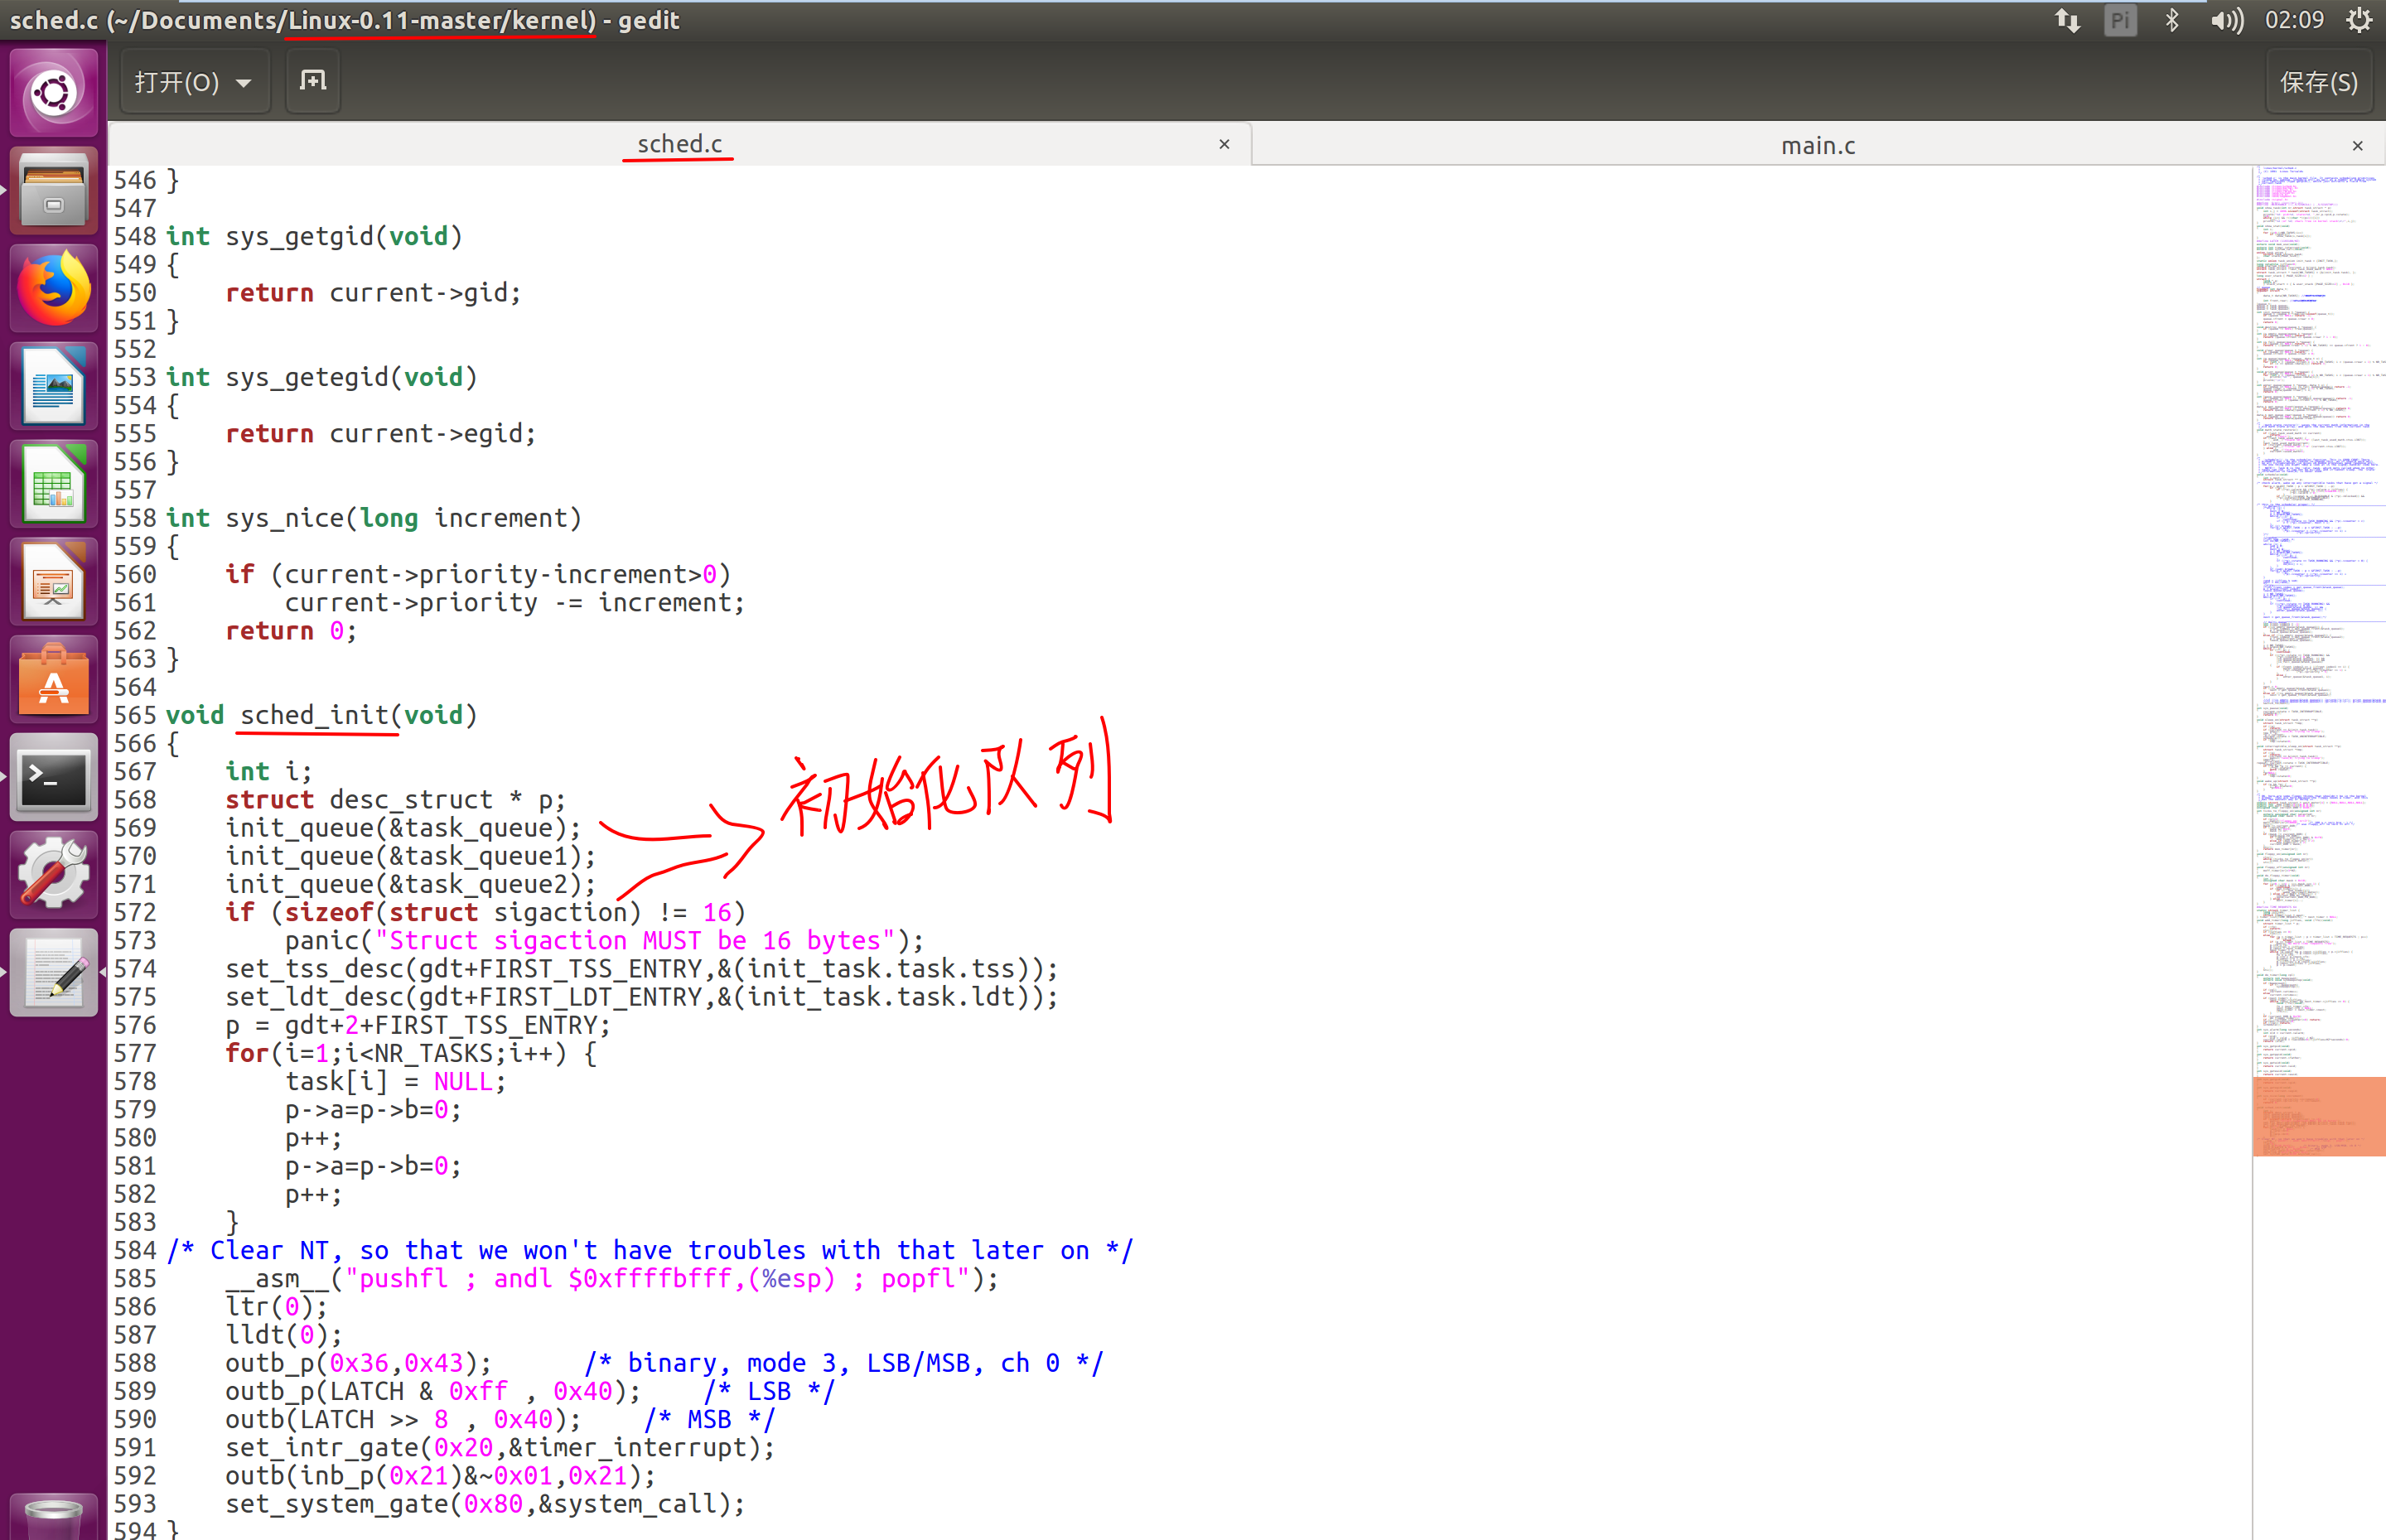 sched.c (~/Documents/Linux-0.11-master/kernel) - gedit
Pi
02:09
打开(O)
保存(S)
sched.c ×
main.c ×
546 }
547
548 int sys_getgid(void)
549 {
550     return current->gid;
551 }
552
553 int sys_getegid(void)
554 {
555     return current->egid;
556 }
557
558 int sys_nice(long increment)
559 {
560     if (current->priority-increment>0)
561         current->priority -= increment;
562     return 0;
563 }
564
565 void sched_init(void)
566 {
567     int i;
568     struct desc_struct * p;
初始化队列
569     init_queue(&task_queue);
570     init_queue(&task_queue1);
571     init_queue(&task_queue2);
572     if (sizeof(struct sigaction) != 16)
573         panic("Struct sigaction MUST be 16 bytes");
574     set_tss_desc(gdt+FIRST_TSS_ENTRY,&(init_task.task.tss));
575     set_ldt_desc(gdt+FIRST_LDT_ENTRY,&(init_task.task.ldt));
576     p = gdt+2+FIRST_TSS_ENTRY;
577     for(i=1;i<NR_TASKS;i++) {
578         task[i] = NULL;
579         p->a=p->b=0;
580         p++;
581         p->a=p->b=0;
582         p++;
583     }
584 /* Clear NT, so that we won't have troubles with that later on */
585     __asm__("pushfl ; andl $0xffffbfff,(%esp) ; popfl");
586     ltr(0);
587     lldt(0);
588     outb_p(0x36,0x43);      /* binary, mode 3, LSB/MSB, ch 0 */
589     outb_p(LATCH & 0xff , 0x40);    /* LSB */
590     outb(LATCH >> 8 , 0x40);    /* MSB */
591     set_intr_gate(0x20,&timer_interrupt);
592     outb(inb_p(0x21)&~0x01,0x21);
593     set_system_gate(0x80,&system_call);
594 }